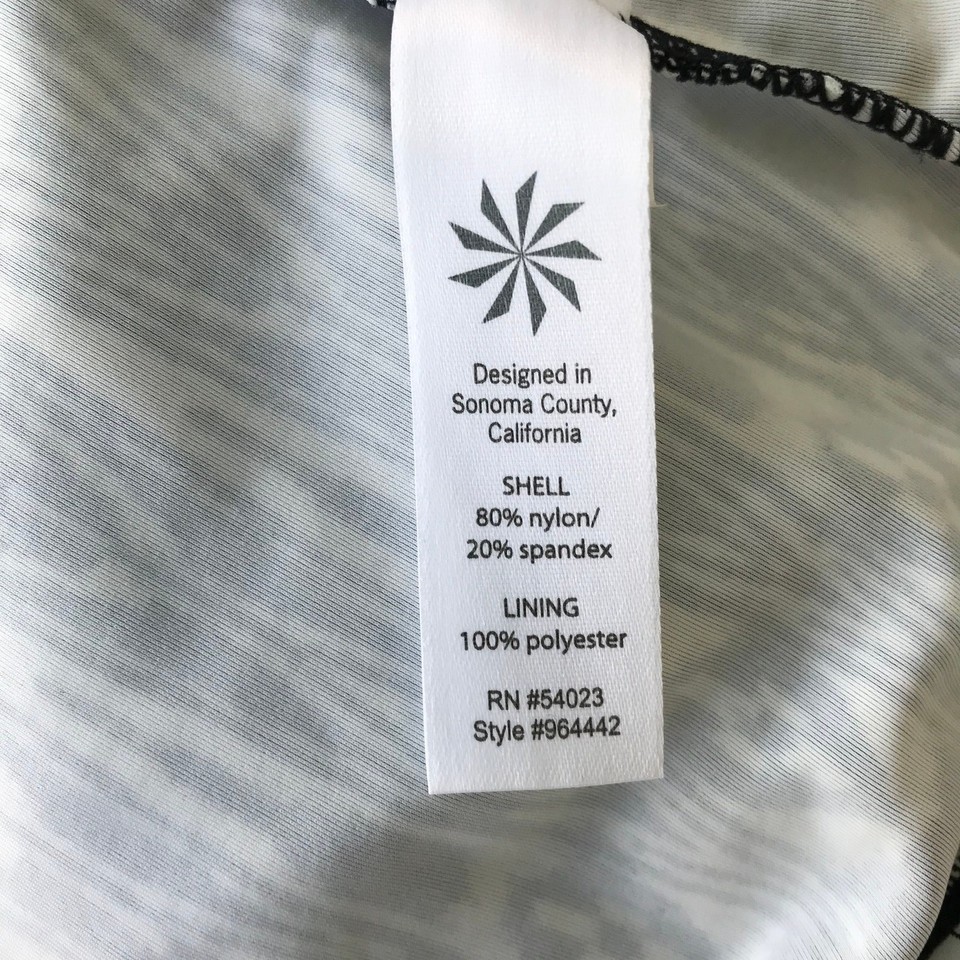 Designed in
Sonoma County,
California
SHELL
80% nylon/
20% spandex
LINING
100% polyester
RN #54023
Style #964442